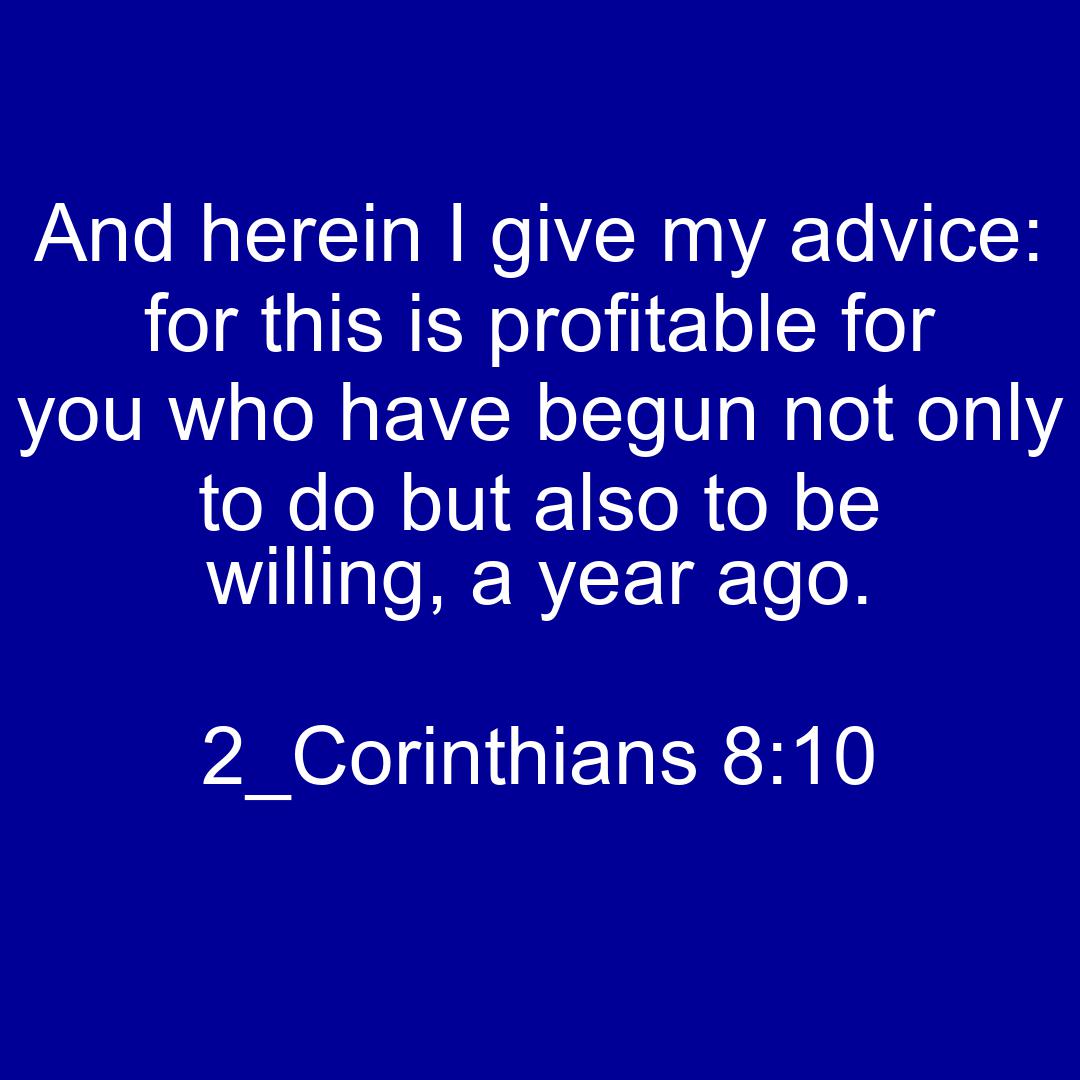 And herein I give my advice:
for this is profitable for
you who have begun not only
to do but also to be
willing, a year ago.
2_Corinthians 8:10